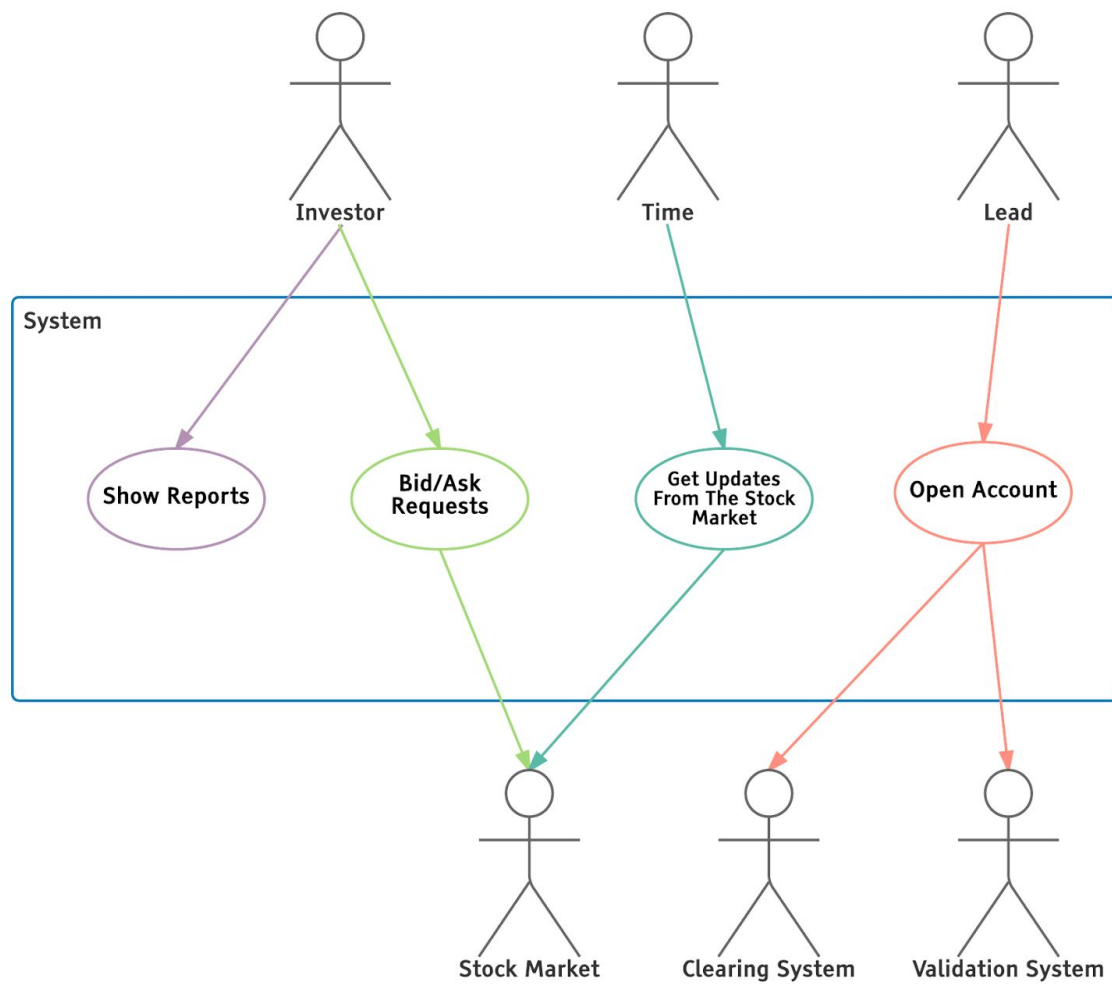 Investor
Time
Lead
System
Show Reports
Bid/Ask
Requests
Get Updates
From The Stock
Market
Open Account
Stock Market
Clearing System
Validation System